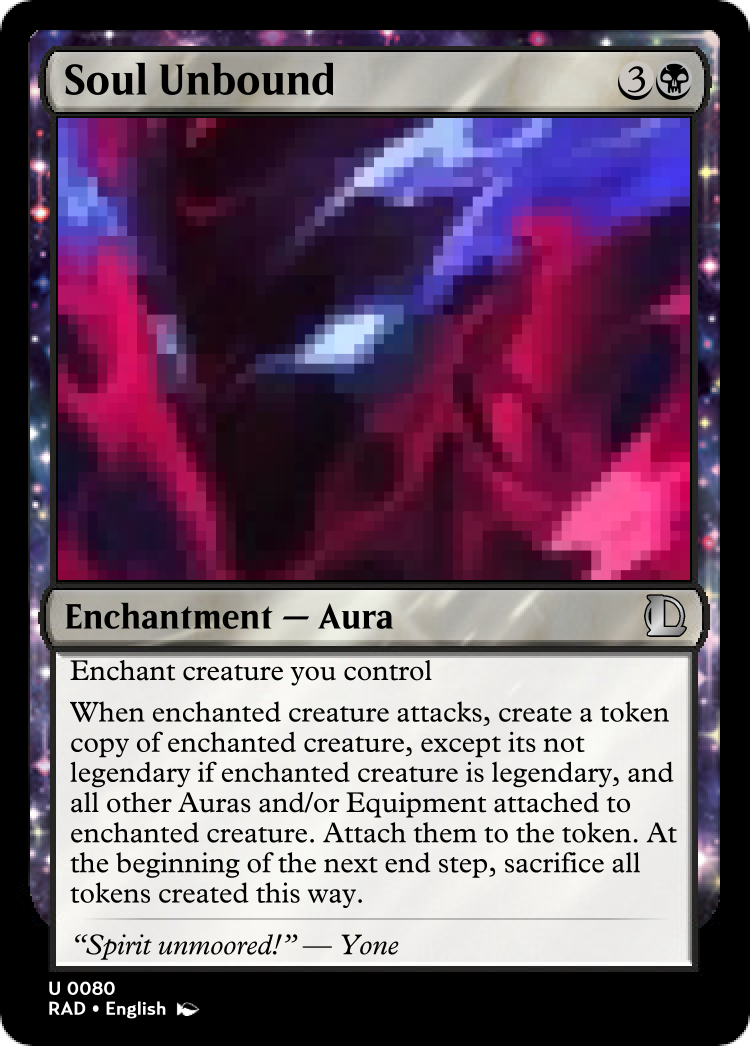 Soul Unbound
3
Enchantment — Aura
Enchant creature you control
When enchanted creature attacks, create a token
copy of enchanted creature, except its not
legendary if enchanted creature is legendary, and
all other Auras and/or Equipment attached to
enchanted creature. Attach them to the token. At
the beginning of the next end step, sacrifice all
tokens created this way.
“Spirit unmoored!” — Yone
U 0080
RAD • English